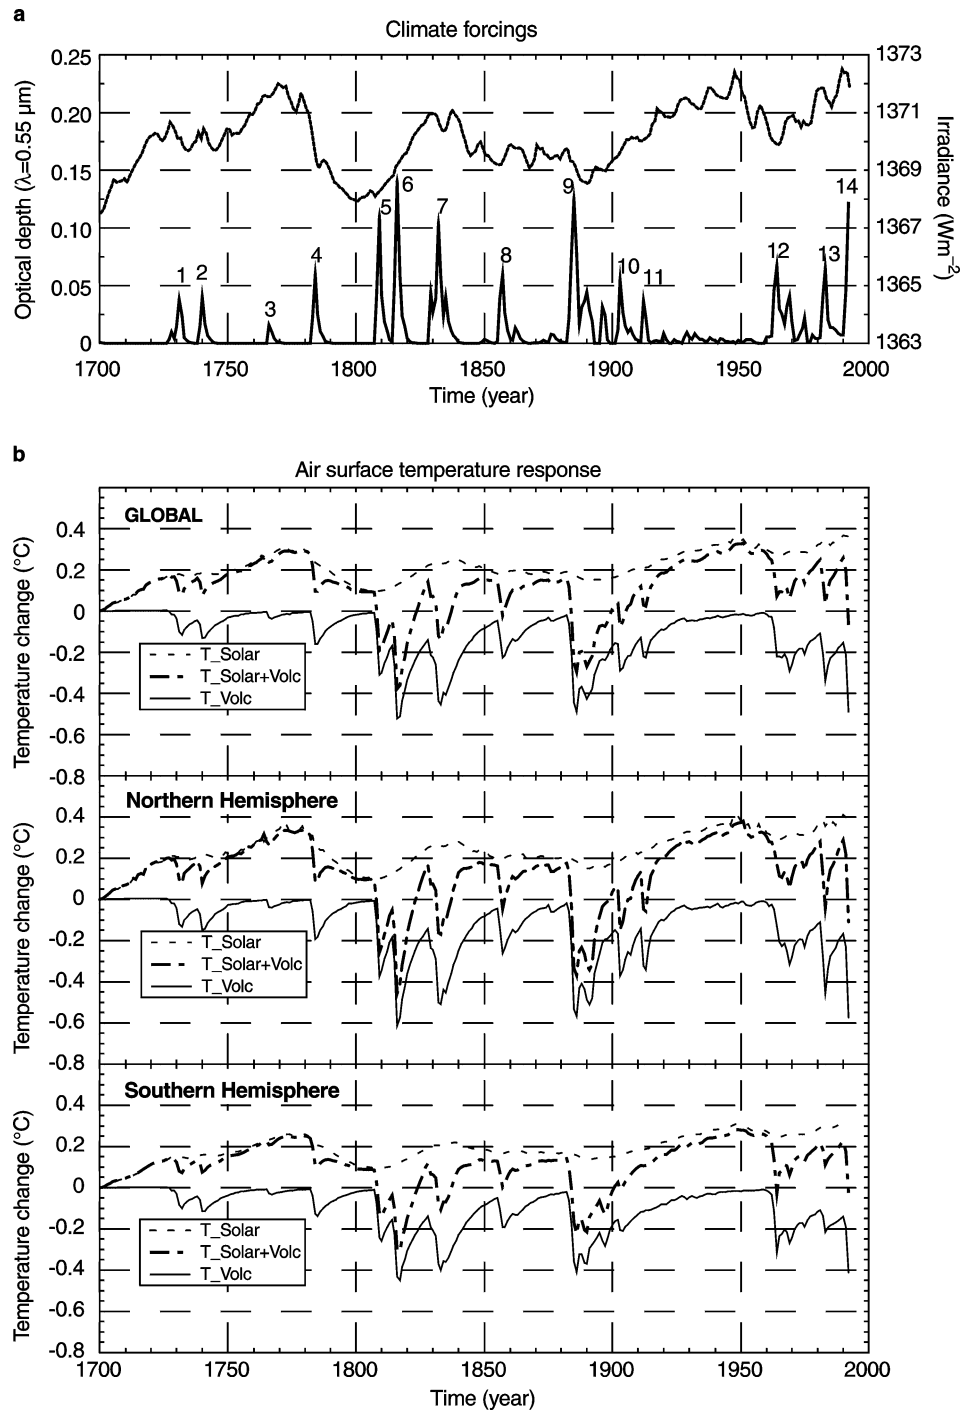 a
Climate forcings
Optical depth (λ=0.55 μm)
0.25
0.20
0.15
0.10
0.05
0
1373
1371
1369
1367
1365
1363
Irradiance (Wm⁻²)
1 2 3 4 5 6 7 8 9 10 11 12 13 14
1700 1750 1800 1850 1900 1950 2000
Time (year)
b
Air surface temperature response
GLOBAL
Temperature change (°C)
0.4
0.2
0
-0.2
-0.4
-0.6
-0.8
T_Solar
T_Solar+Volc
T_Volc
Northern Hemisphere
Temperature change (°C)
0.4
0.2
0
-0.2
-0.4
-0.6
-0.8
T_Solar
T_Solar+Volc
T_Volc
Southern Hemisphere
Temperature change (°C)
0.4
0.2
0
-0.2
-0.4
-0.6
-0.8
T_Solar
T_Solar+Volc
T_Volc
1700 1750 1800 1850 1900 1950 2000
Time (year)